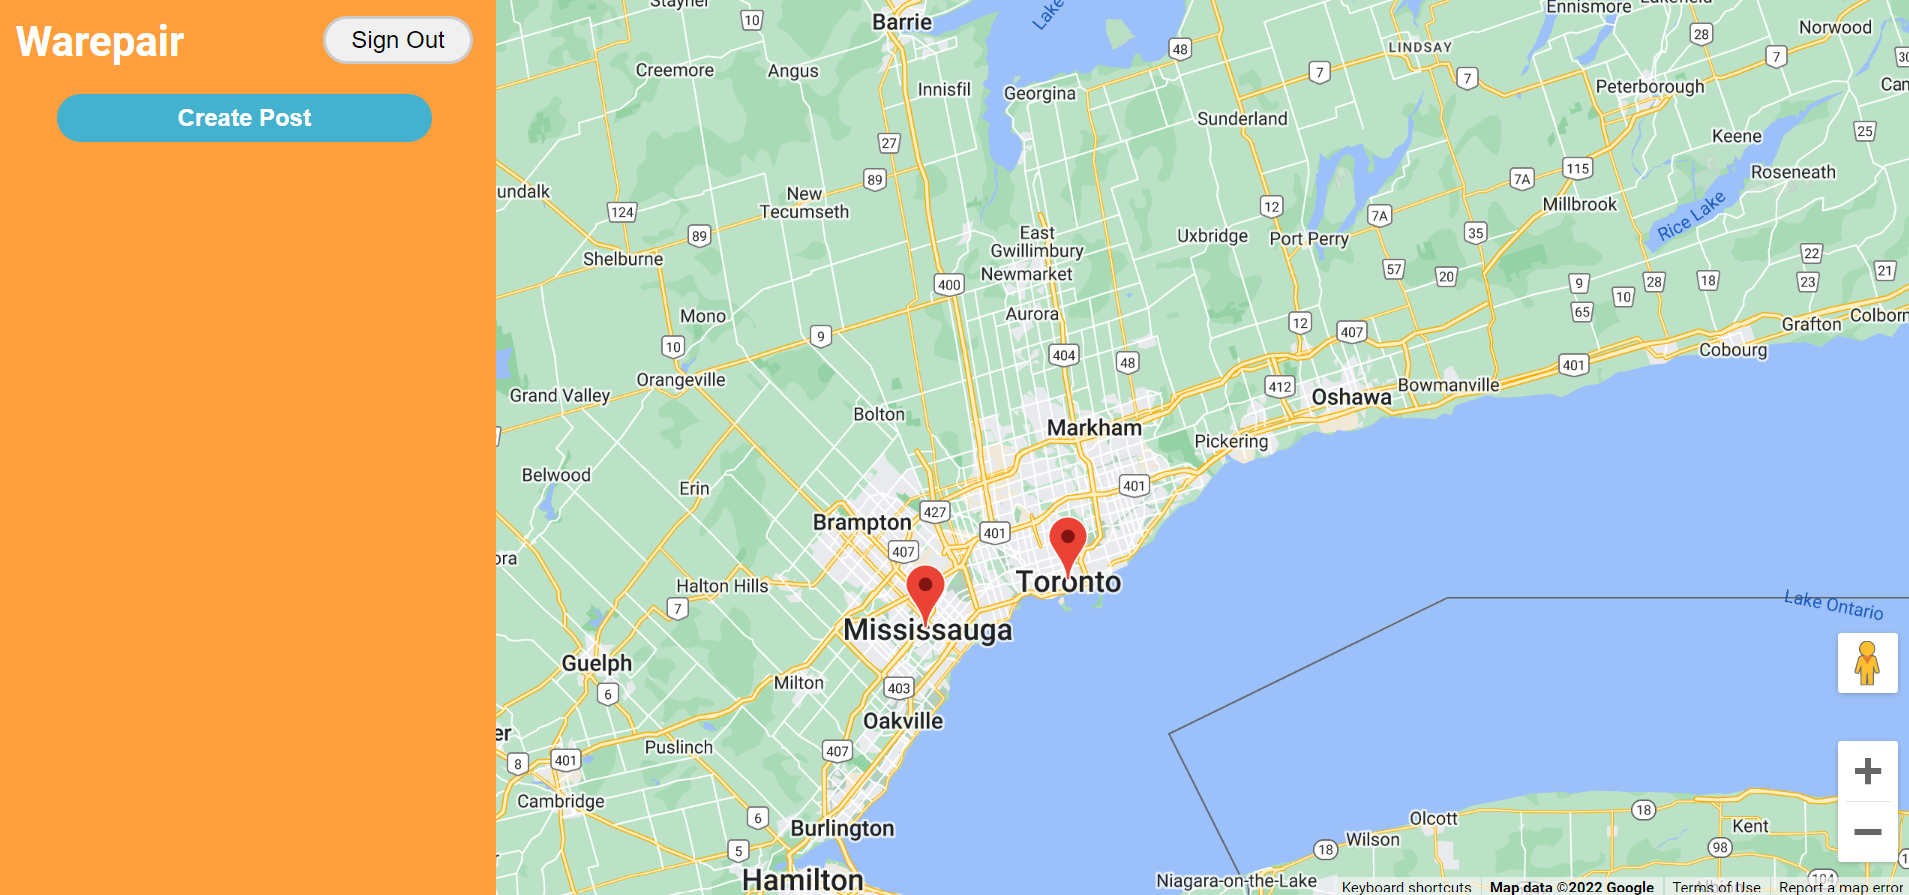 Warepair
Sign Out
Create Post
Stayner
10
Barrie
Lake
48
Ennismore
Lakefield
28
Norwood
LINDSAY
7
30
Creemore
Angus
Innisfil
Georgina
7
7
Peterborough
Can
Sunderland
27
Keene
25
undalk
89
New
Tecumseth
7A
115
Roseneath
124
12
7A
Millbrook
Rice Lake
89
East
Gwillimbury
Uxbridge
Port Perry
35
Shelburne
Newmarket
57
20
22
21
400
9
28
18
23
10
65
Mono
Aurora
12
407
Grafton
Colborn
9
10
404
48
401
Cobourg
Orangeville
412
Oshawa
Bowmanville
Grand Valley
Bolton
Markham
Pickering
Belwood
Erin
401
Brampton
427
401
407
ora
Halton Hills
Toronto
7
Lake Ontario
Mississauga
Guelph
6
Milton
403
Oakville
er
Puslinch
407
8
401
Cambridge
6
Burlington
5
Hamilton
Olcott
18
Kent
Wilson
18
98
104
Niagara-on-the-Lake
Keyboard shortcuts
Map data ©2022 Google
Terms of Use
Report a map error